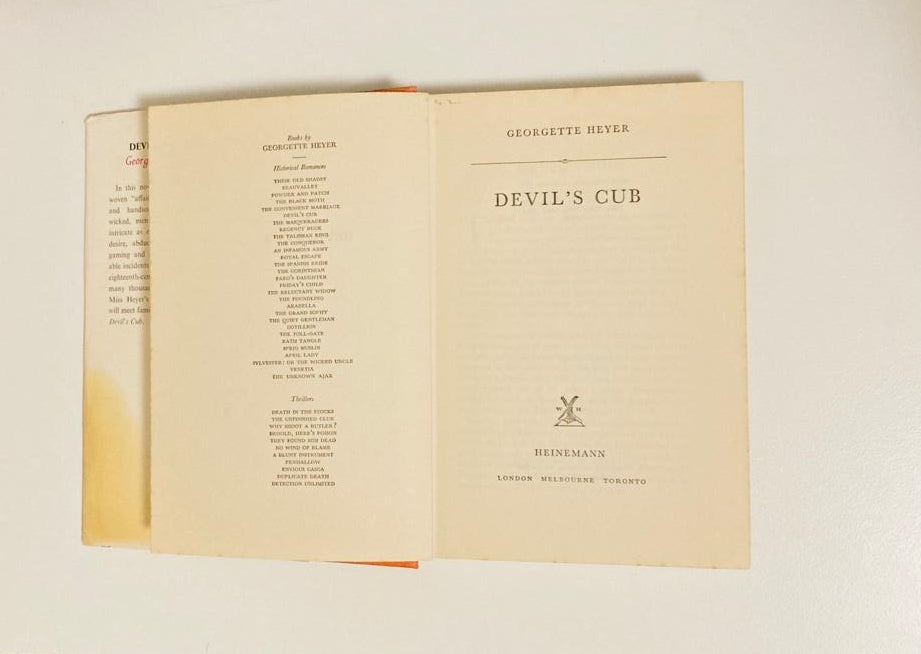 DEV
Georg
In this no
woven "affai
and handso
wicked, men
intricate as
desire, abduc
gaming and
able incidents
eighteenth-cen
many thousan
Miss Heyer's
will meet fami
Devil's Cub.
Books by
GEORGETTE HEYER
Historical Romances
THESE OLD SHADES
BEAUVALLET
POWDER AND PATCH
THE BLACK MOTH
THE CONVENIENT MARRIAGE
DEVIL'S CUB
THE MASQUERADERS
REGENCY BUCK
THE TALISMAN RING
THE CONQUEROR
AN INFAMOUS ARMY
ROYAL ESCAPE
THE SPANISH BRIDE
THE CORINTHIAN
FARO'S DAUGHTER
FRIDAY'S CHILD
THE RELUCTANT WIDOW
THE FOUNDLING
ARABELLA
THE GRAND SOPHY
THE QUIET GENTLEMAN
COTILLION
THE TOLL-GATE
BATH TANGLE
SPRIG MUSLIN
APRIL LADY
SYLVESTER: OR THE WICKED UNCLE
VENETIA
THE UNKNOWN AJAX
Thrillers
DEATH IN THE STOCKS
THE UNFINISHED CLUE
WHY SHOOT A BUTLER?
BEHOLD, HERE'S POISON
THEY FOUND HIM DEAD
NO WIND OF BLAME
A BLUNT INSTRUMENT
PENHALLOW
ENVIOUS CASCA
DUPLICATE DEATH
DETECTION UNLIMITED
GEORGETTE HEYER
DEVIL'S CUB
W H
HEINEMANN
LONDON MELBOURNE TORONTO